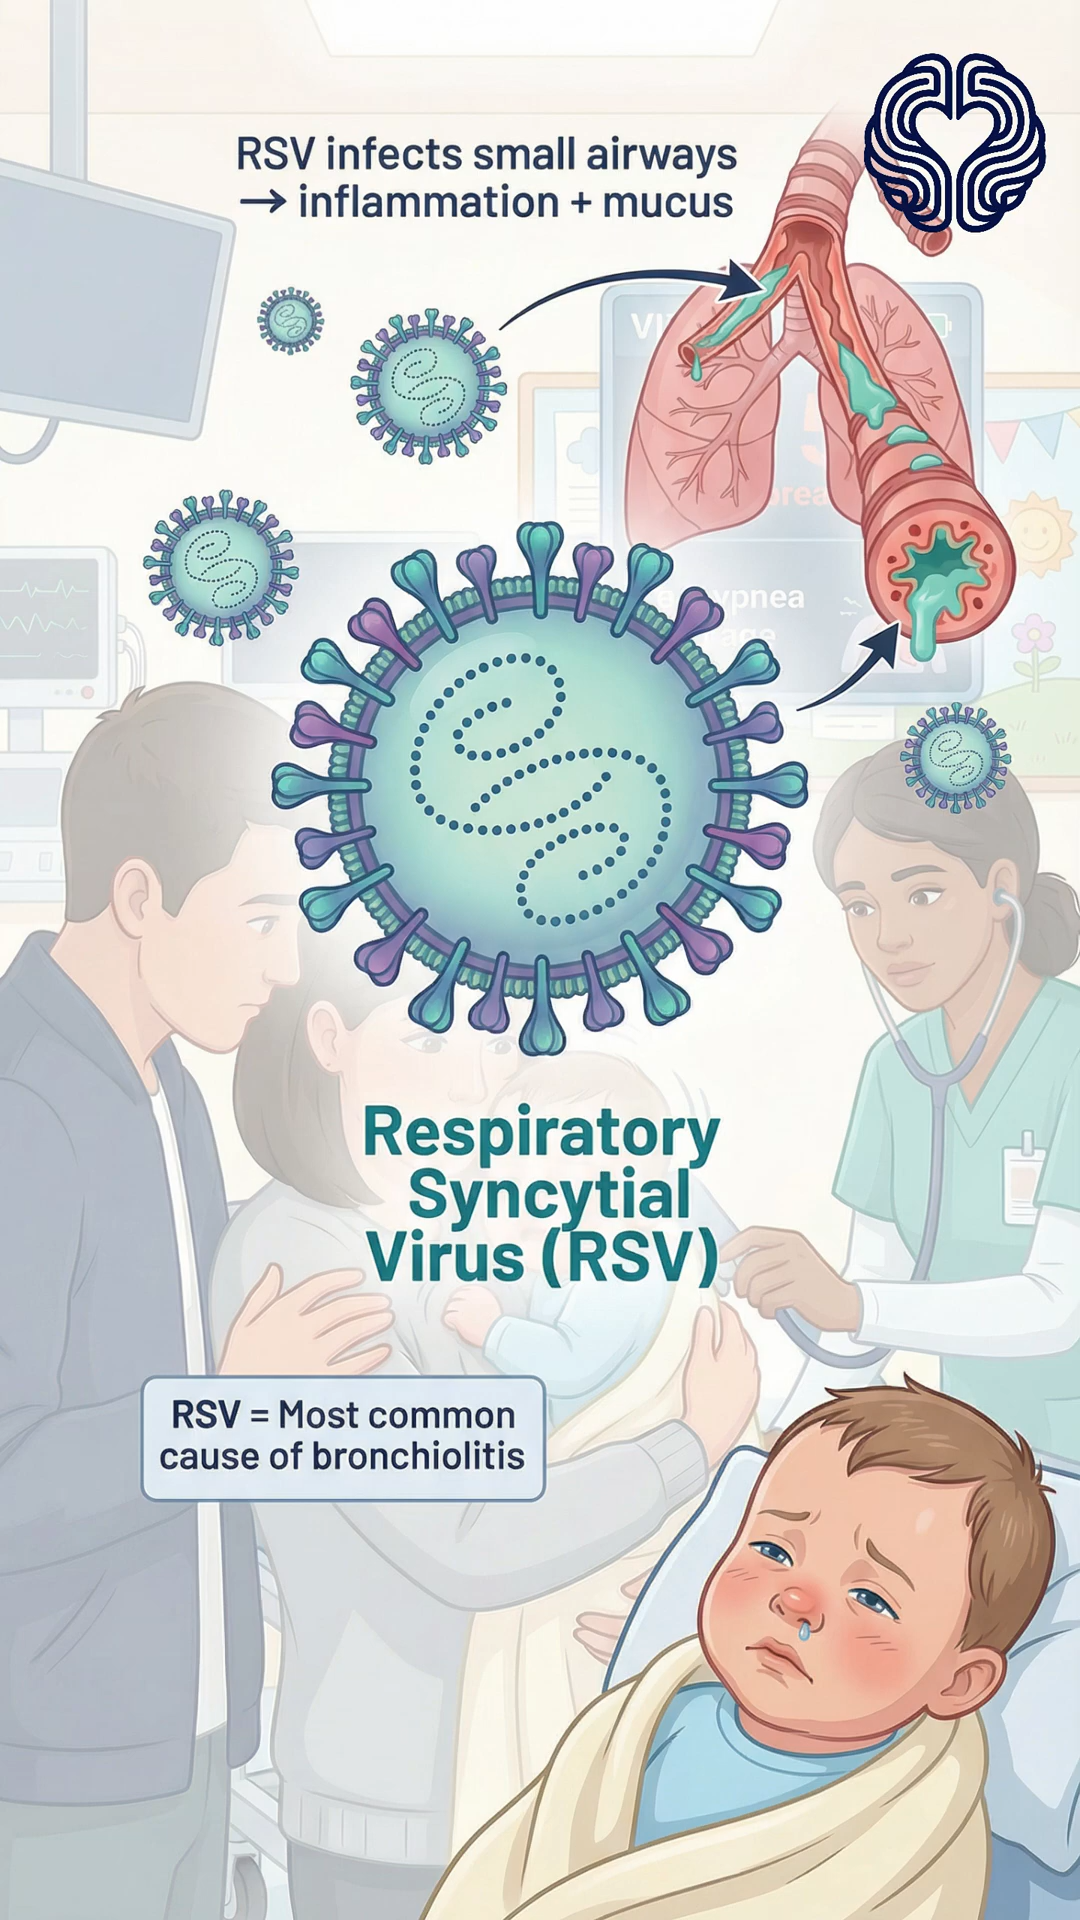 RSV infects small airways
→ inflammation + mucus
Respiratory
Syncytial
Virus (RSV)
RSV = Most common
cause of bronchiolitis